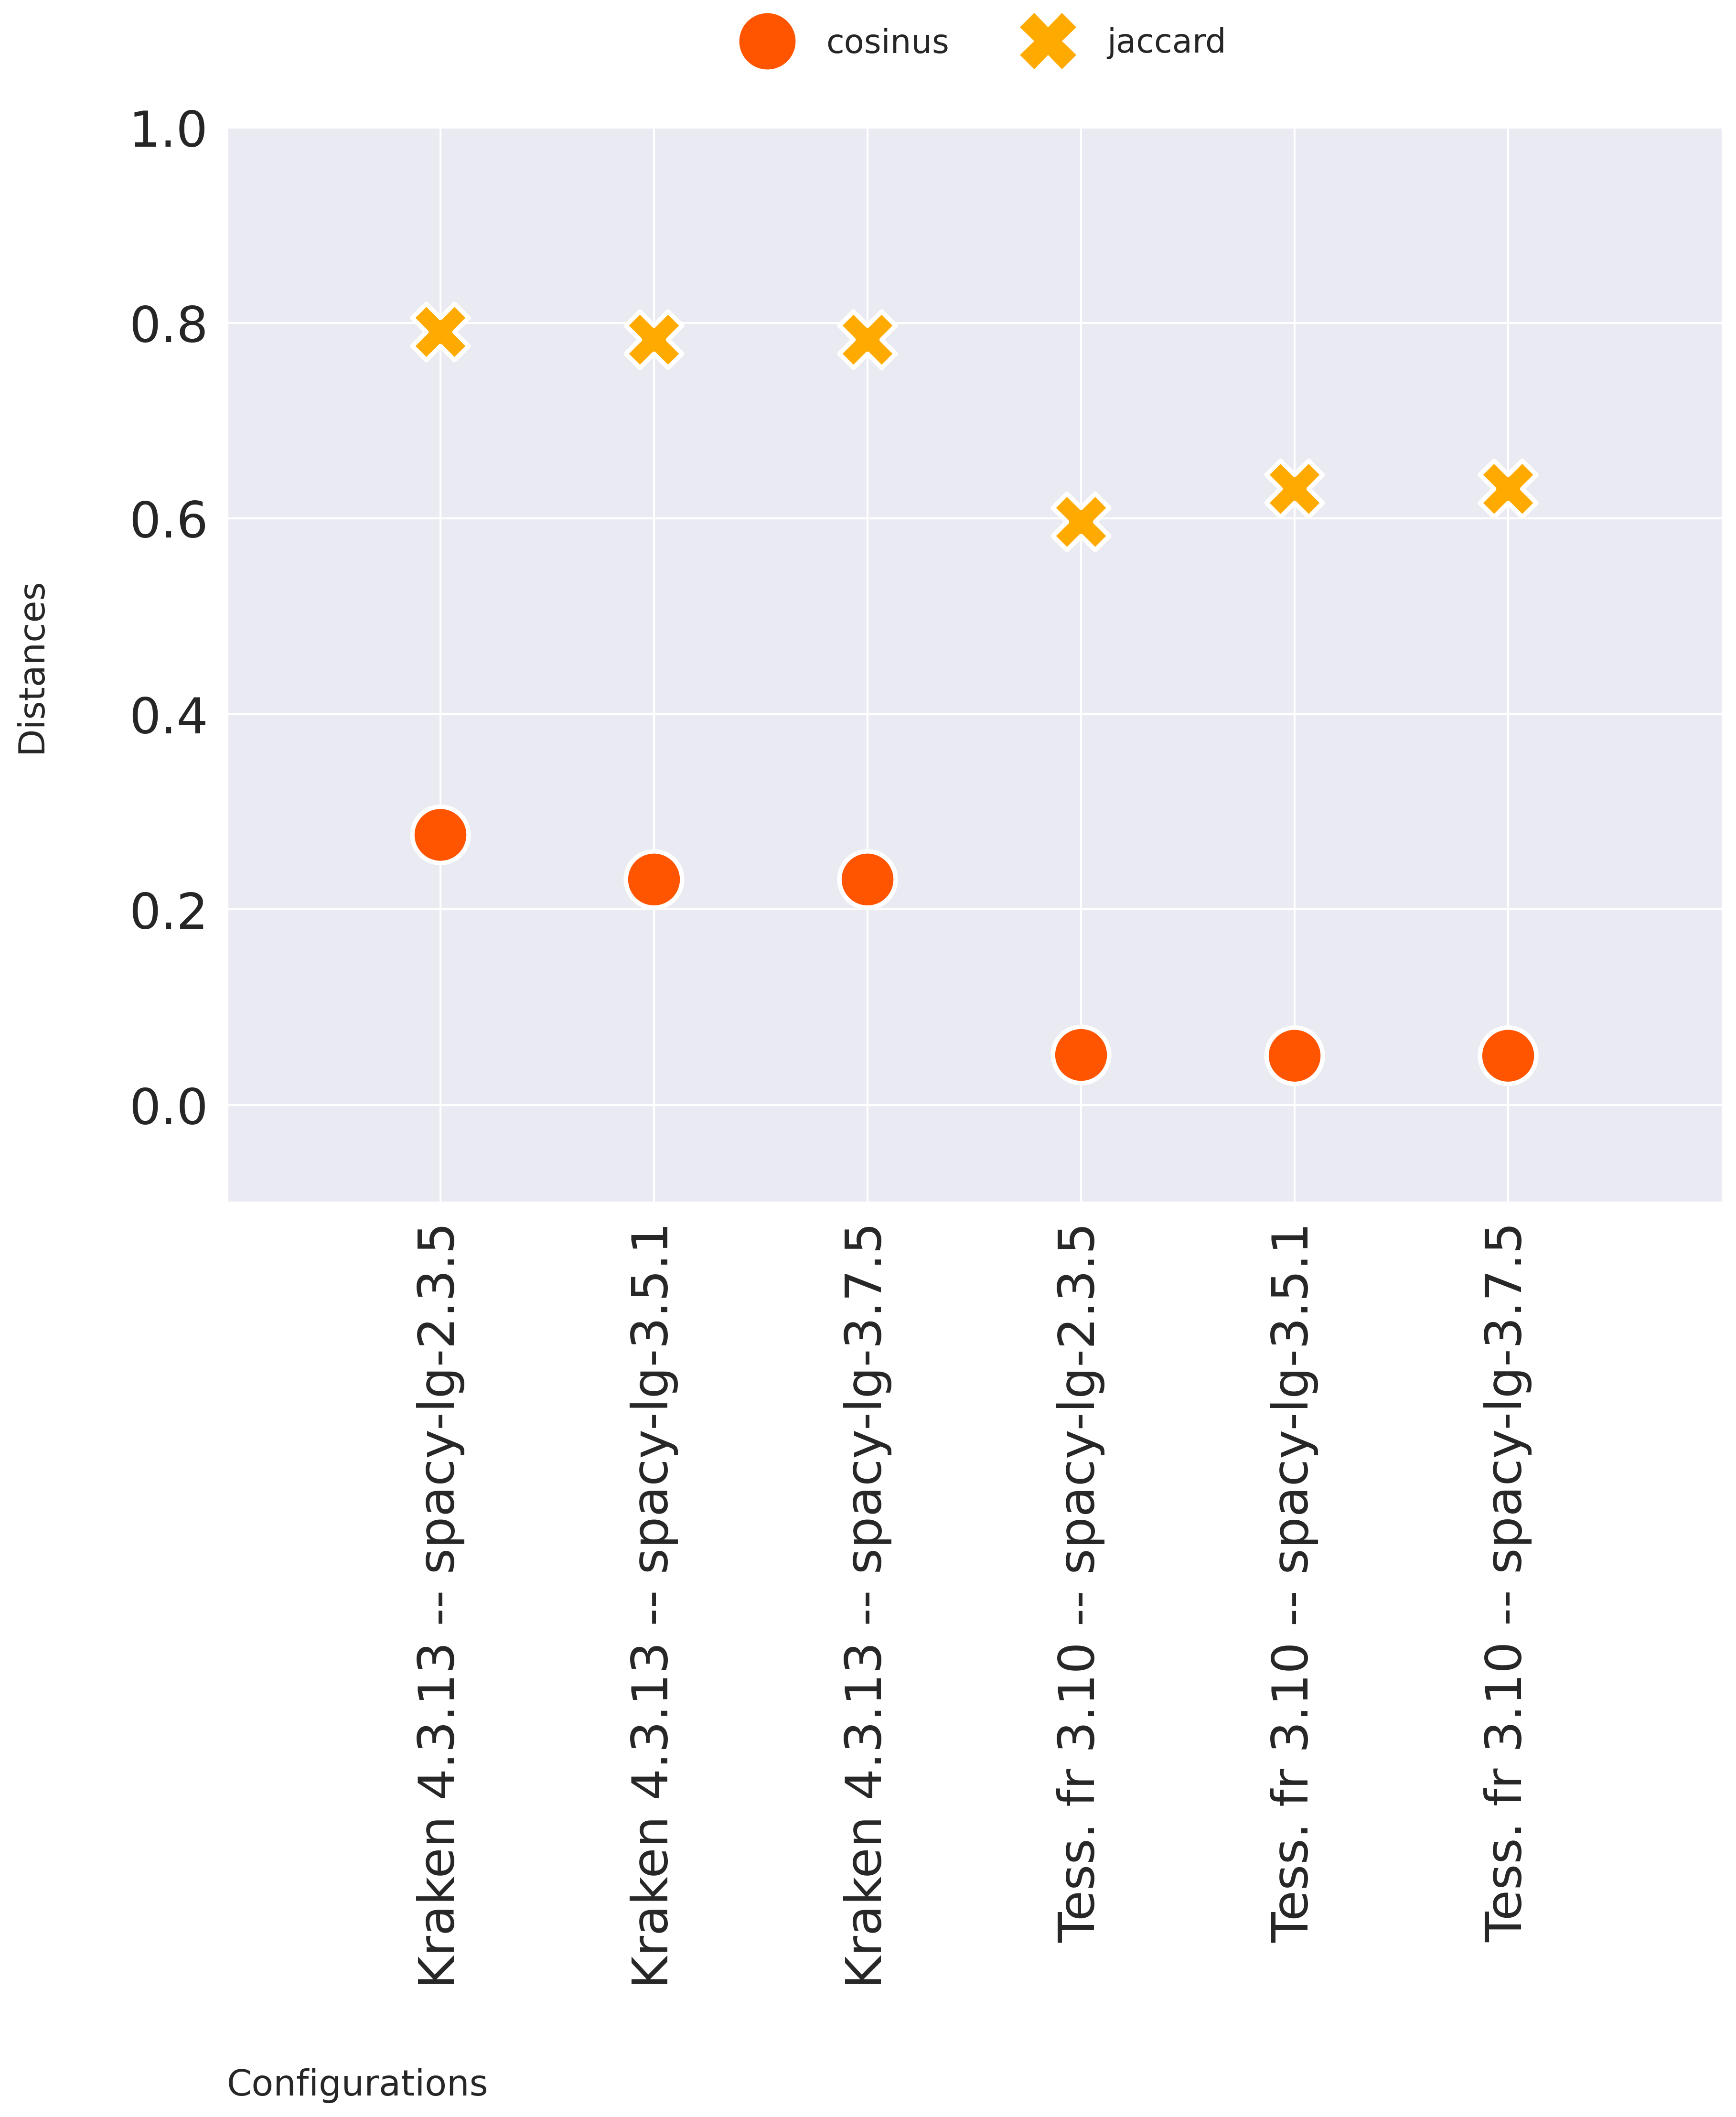 cosinus jaccard
1.0
0.8
0.6
0.4
0.2
0.0
Distances
Kraken 4.3.13 -- spacy-lg-2.3.5
Kraken 4.3.13 -- spacy-lg-3.5.1
Kraken 4.3.13 -- spacy-lg-3.7.5
Tess. fr 3.10 -- spacy-lg-2.3.5
Tess. fr 3.10 -- spacy-lg-3.5.1
Tess. fr 3.10 -- spacy-lg-3.7.5
Configurations